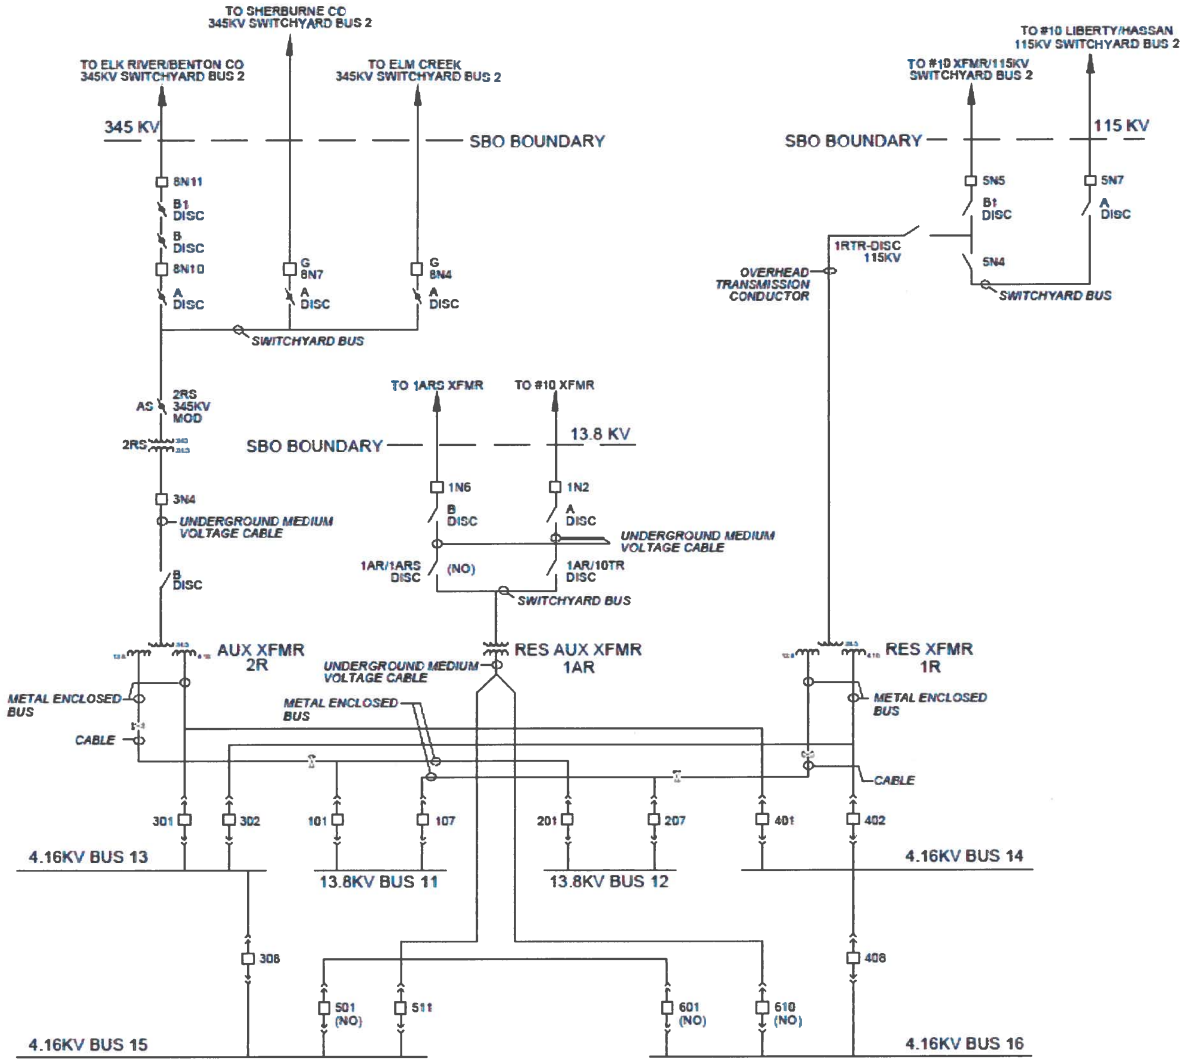 TO SHERBURNE CO
345KV SWITCHYARD BUS 2
TO ELK RIVER/BENTON CO
345KV SWITCHYARD BUS 2
TO ELM CREEK
345KV SWITCHYARD BUS 2
TO #10 LIBERTY/HASSAN
115KV SWITCHYARD BUS 2
TO #10 XFMR/115KV
SWITCHYARD BUS 2
345 KV
SBO BOUNDARY
SBO BOUNDARY
115 KV
8N11
B1
DISC
B
DISC
8N10
A
DISC
G
8N7
A
DISC
G
8N4
A
DISC
SWITCHYARD BUS
5N5
B1
DISC
5N7
A
DISC
1RTR-DISC
115KV
5N4
SWITCHYARD BUS
OVERHEAD
TRANSMISSION
CONDUCTOR
AS
2RS
345KV
MOD
2RS
3N4
UNDERGROUND MEDIUM
VOLTAGE CABLE
B
DISC
TO 1ARS XFMR
TO #10 XFMR
SBO BOUNDARY
13.8 KV
1N6
B
DISC
1N2
A
DISC
UNDERGROUND MEDIUM
VOLTAGE CABLE
1AR/1ARS
DISC
(NO)
1AR/10TR
DISC
SWITCHYARD BUS
AUX XFMR
2R
RES AUX XFMR
1AR
RES XFMR
1R
UNDERGROUND MEDIUM
VOLTAGE CABLE
METAL ENCLOSED
BUS
METAL ENCLOSED
BUS
METAL ENCLOSED
BUS
CABLE
CABLE
301
302
101
107
201
207
401
402
4.16KV BUS 13
13.8KV BUS 11
13.8KV BUS 12
4.16KV BUS 14
308
408
501
(NO)
511
601
(NO)
610
(NO)
4.16KV BUS 15
4.16KV BUS 16